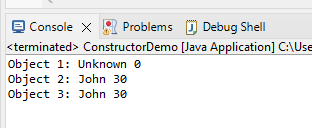 Console Problems Debug Shell
<terminated> ConstructorDemo [Java Application] C:\Use
Object 1: Unknown 0
Object 2: John 30
Object 3: John 30